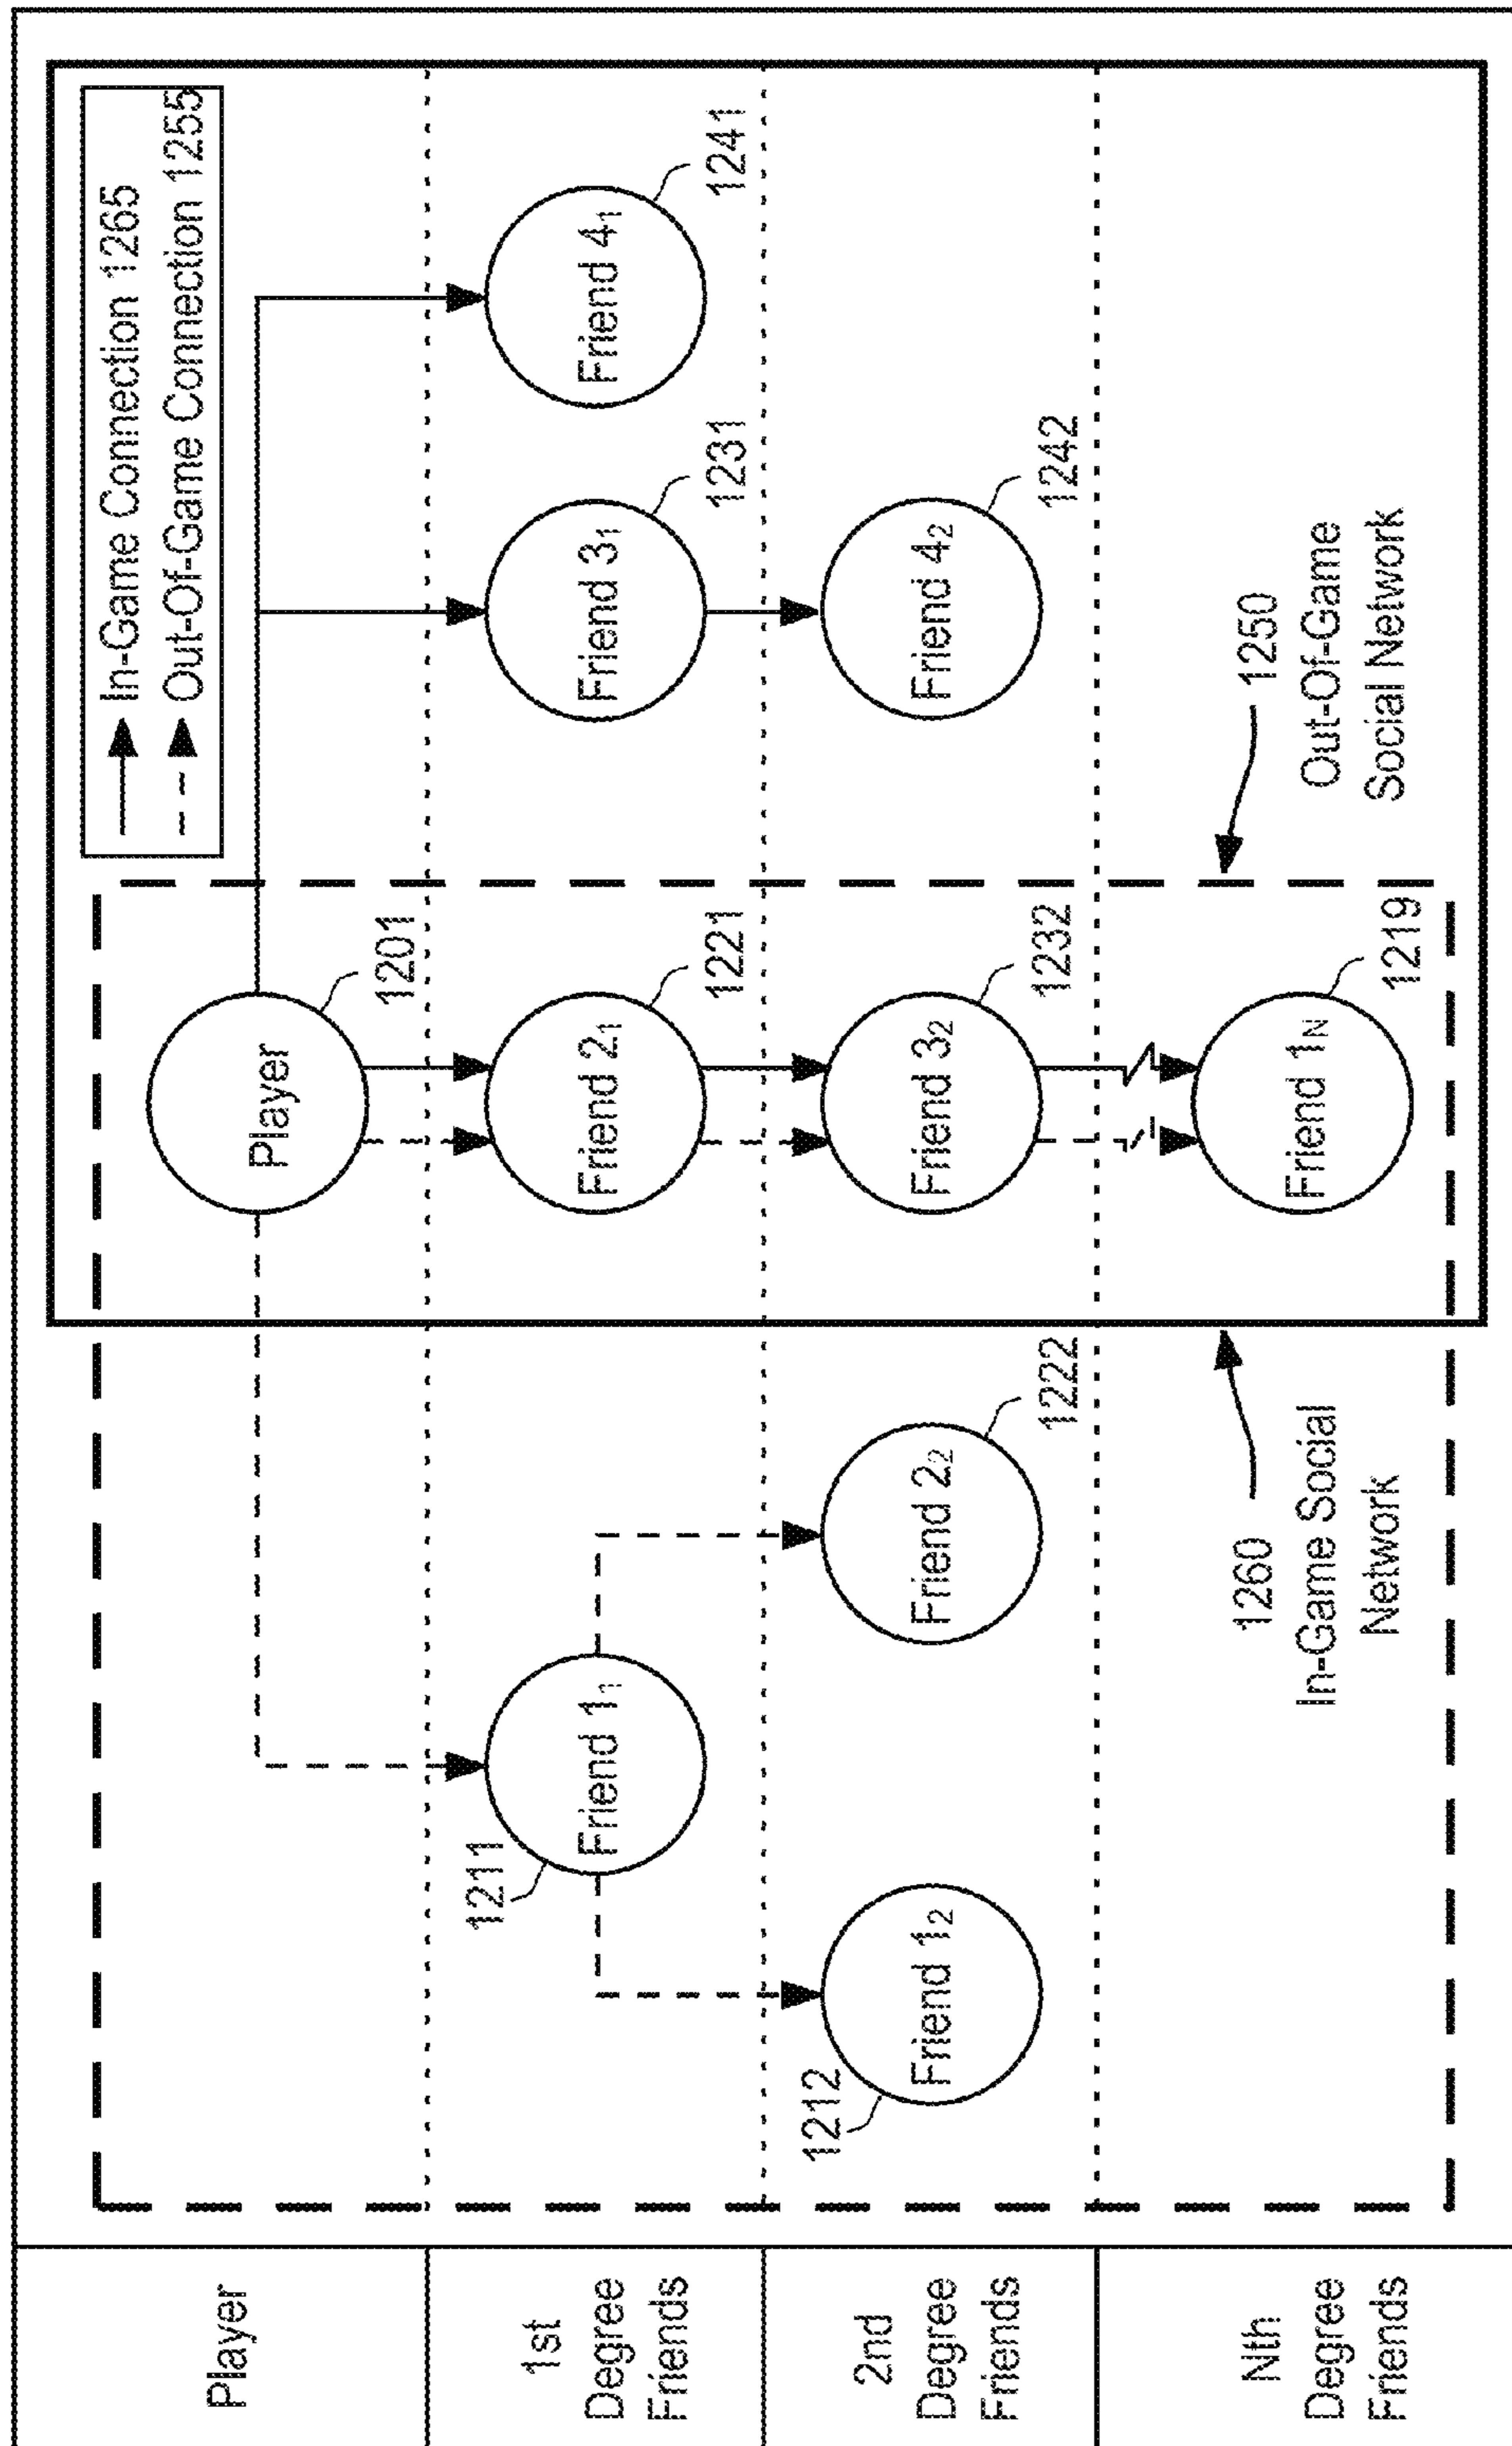 In-Game Connection 1265
Out-Of-Game Connection 1255
Player
Player
1201
1st
Degree
Friends
1211
Friend 1₁
Friend 2₁
1221
Friend 3₁
1231
Friend 4₁
1241
2nd
Degree
Friends
1212
Friend 1₂
Friend 2₂
1222
Friend 3₂
1232
Friend 4₂
1242
Nth
Degree
Friends
1260
In-Game Social
Network
Friend 1N
1219
1250
Out-Of-Game
Social Network